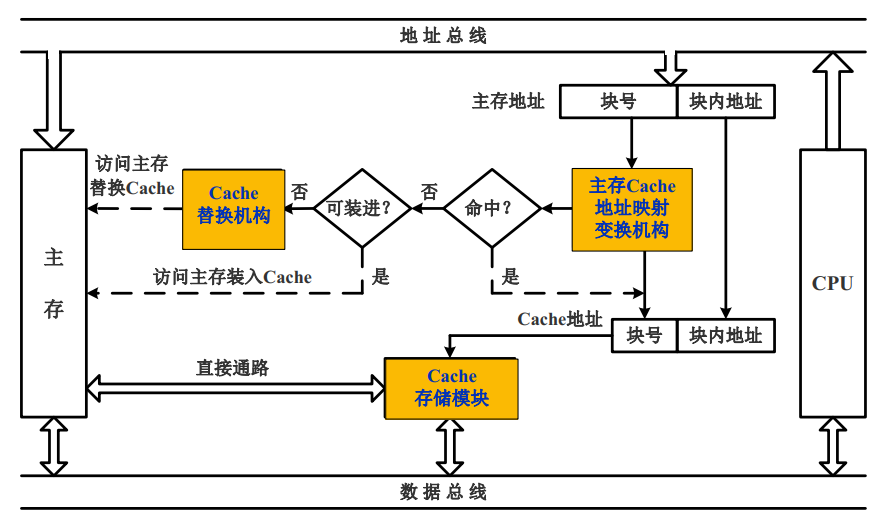 地址总线
主存地址
块号
块内地址
访问主存
替换Cache
Cache
替换机构
否
可装进？
否
命中？
主存Cache
地址映射
变换机构
主
存
访问主存装入Cache
是
是
CPU
Cache地址
块号
块内地址
直接通路
Cache
存储模块
数据总线